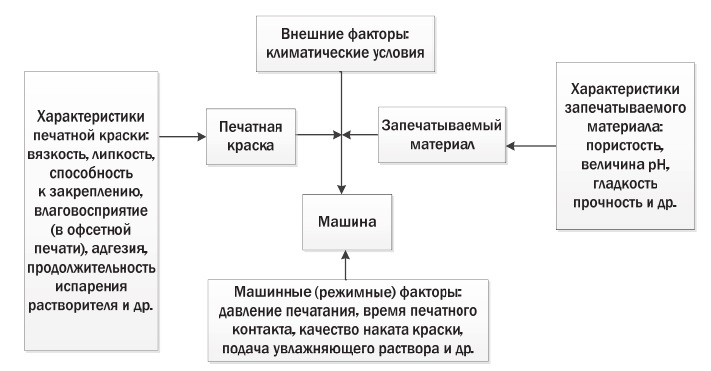 Внешние факторы:
климатические условия
Характеристики
печатной краски:
вязкость, липкость,
способность
к закреплению,
влаговосприятие
(в офсетной
печати), адгезия,
продолжительность
испарения
растворителя и др.
Печатная
краска
Запечатываемый
материал
Характеристики
запечатываемого
материала:
пористость,
величина pH,
гладкость
прочность и др.
Машина
Машинные (режимные) факторы:
давление печатания, время печатного
контакта, качество наката краски,
подача увлажняющего раствора и др.